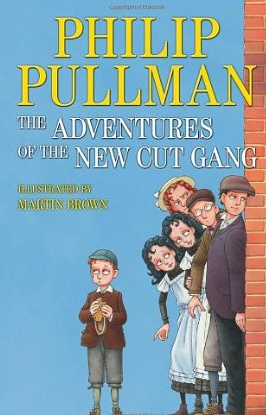 PHILIP
PULLMAN
THE ADVENTURES
OF THE NEW CUT GANG
ILLUSTRATED BY
MARTIN BROWN